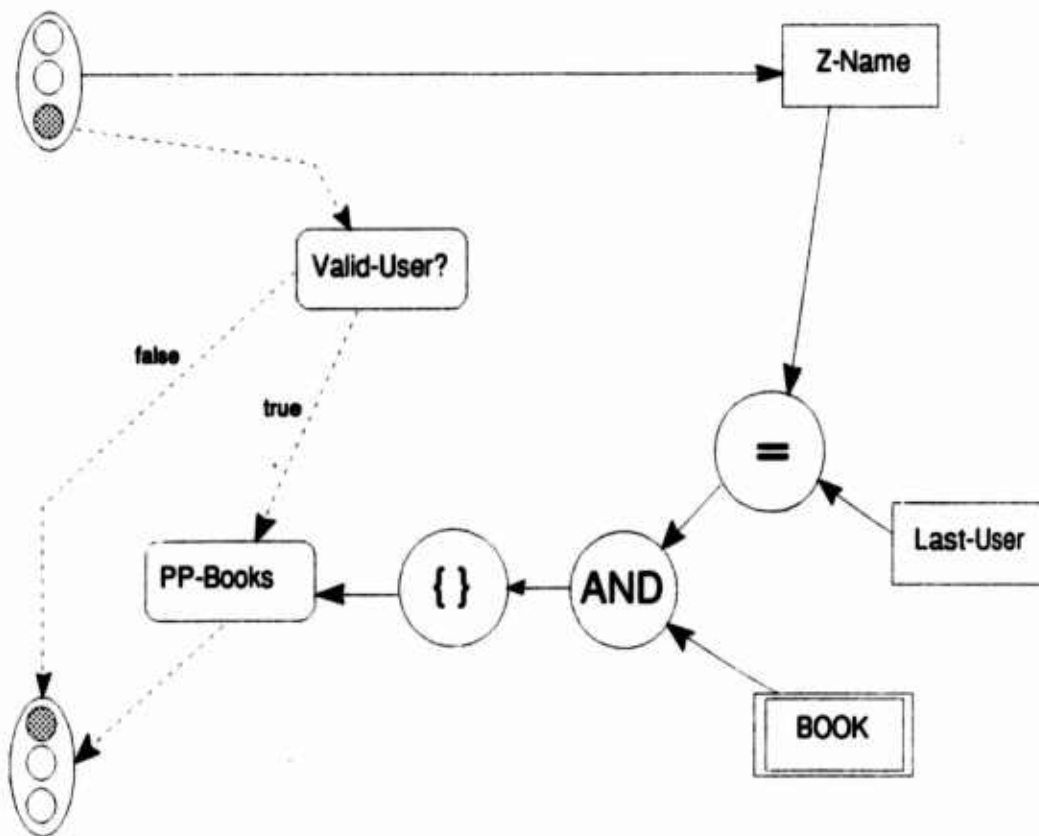 Z-Name
Valid-User?
false
true
=
Last-User
PP-Books
{ }
AND
BOOK